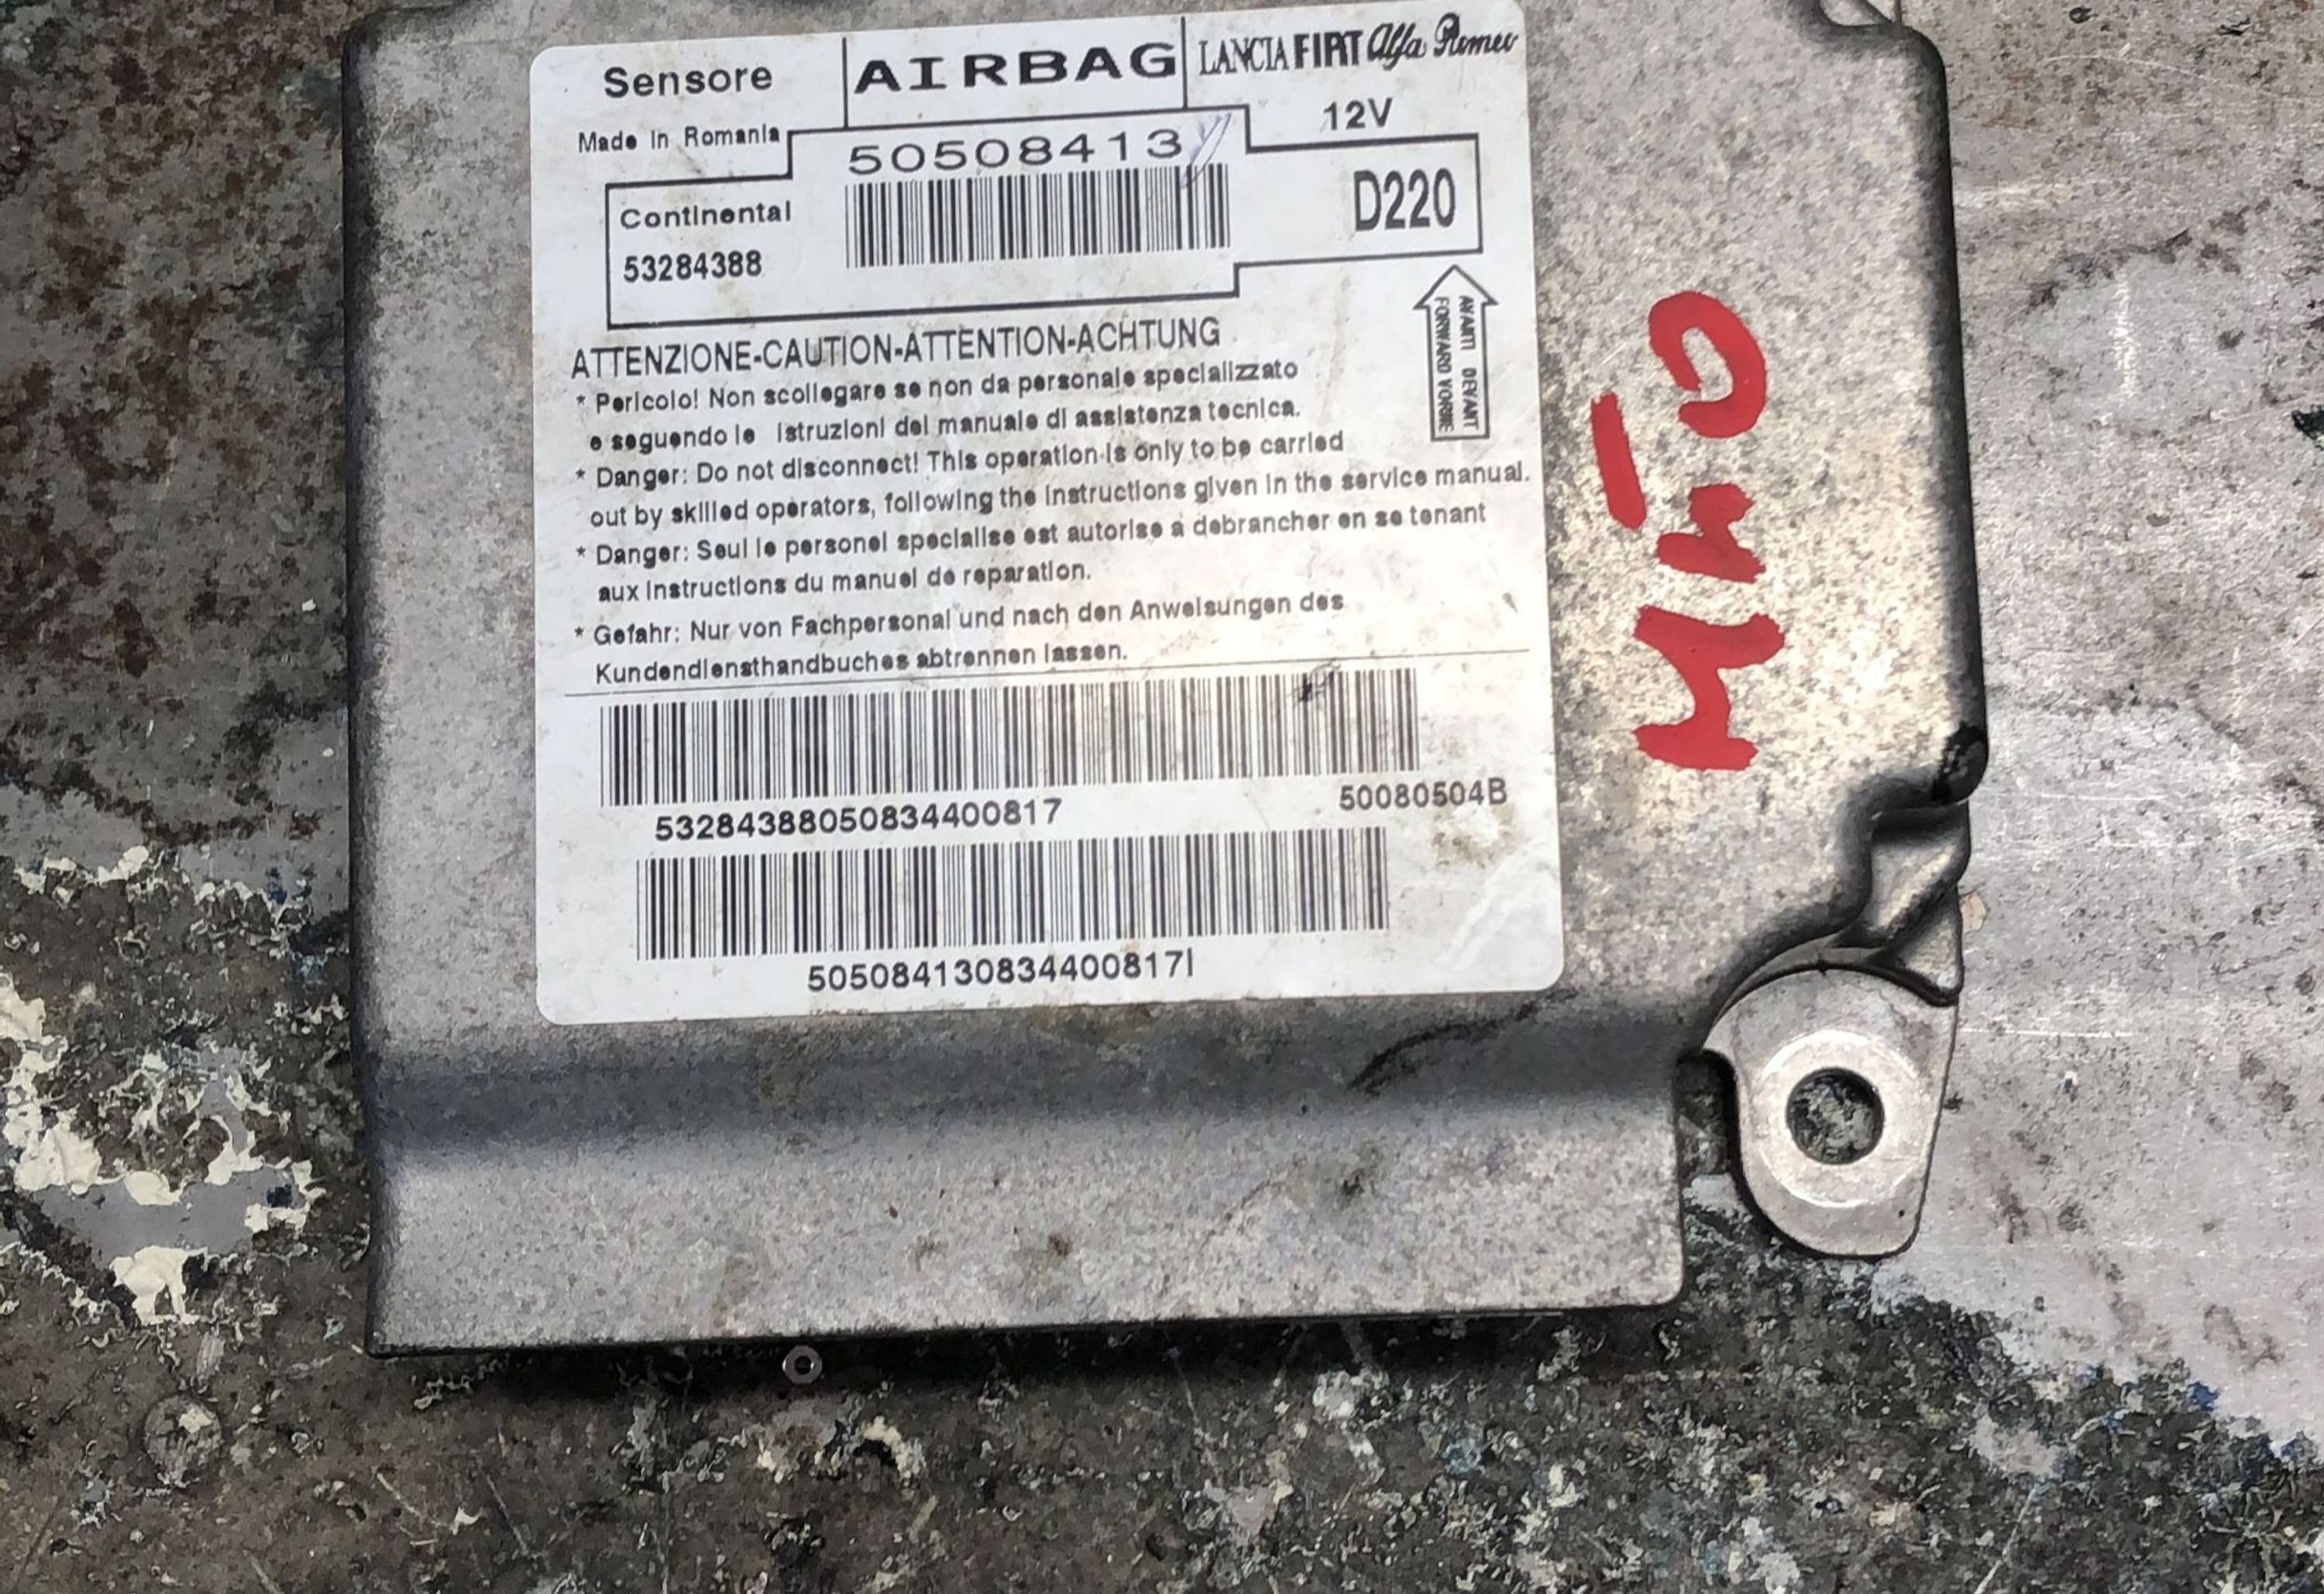 Sensore
AIRBAG
LANCIA FIAT Alfa Romeo
Made In Romania
50508413
12V
Continental
53284388
D220
AVANTI DEVANT
FORWARD VORNE
ATTENZIONE-CAUTION-ATTENTION-ACHTUNG
* Pericolo! Non scollegare se non da personale specializzato
e seguendo le istruzioni del manuale di assistenza tecnica.
* Danger: Do not disconnect! This operation is only to be carried
out by skilled operators, following the instructions given in the service manual.
* Danger: Seul le personel specialise est autorise a debrancher en se tenant
aux instructions du manuel de reparation.
* Gefahr: Nur von Fachpersonal und nach den Anweisungen des
Kundendiensthandbuches abtrennen lassen.
53284388050834400817
50080504B
505084130834400817I